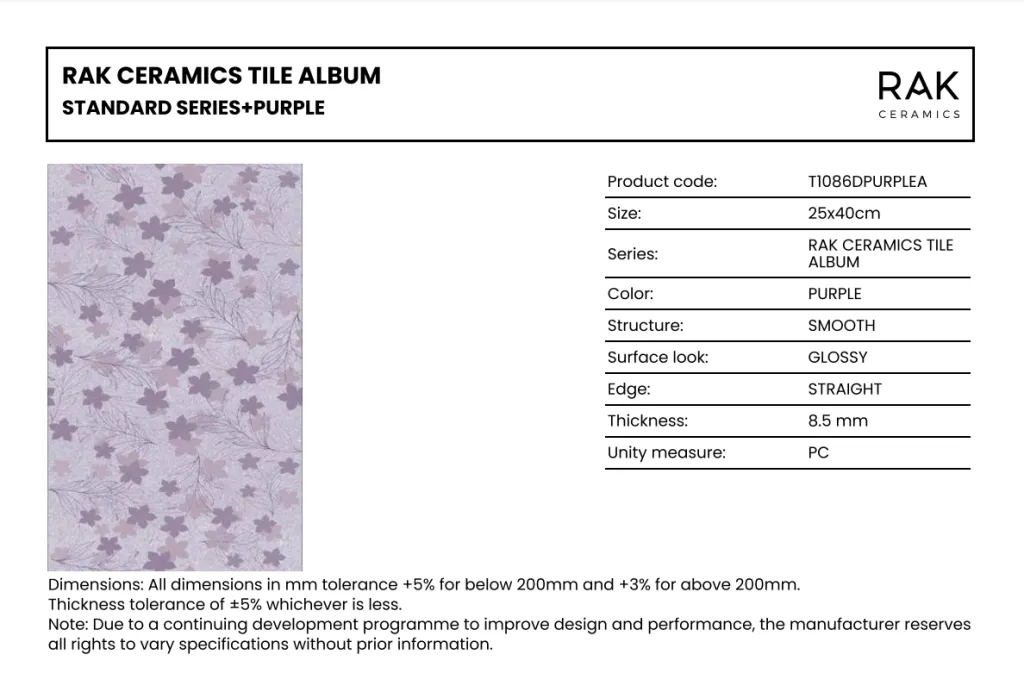 RAK CERAMICS TILE ALBUM
STANDARD SERIES+PURPLE
RAK
CERAMICS
Product code: T1086DPURPLEA
Size: 25x40cm
Series: RAK CERAMICS TILE
ALBUM
Color: PURPLE
Structure: SMOOTH
Surface look: GLOSSY
Edge: STRAIGHT
Thickness: 8.5 mm
Unity measure: PC
Dimensions: All dimensions in mm tolerance +5% for below 200mm and +3% for above 200mm.
Thickness tolerance of ±5% whichever is less.
Note: Due to a continuing development programme to improve design and performance, the manufacturer reserves
all rights to vary specifications without prior information.